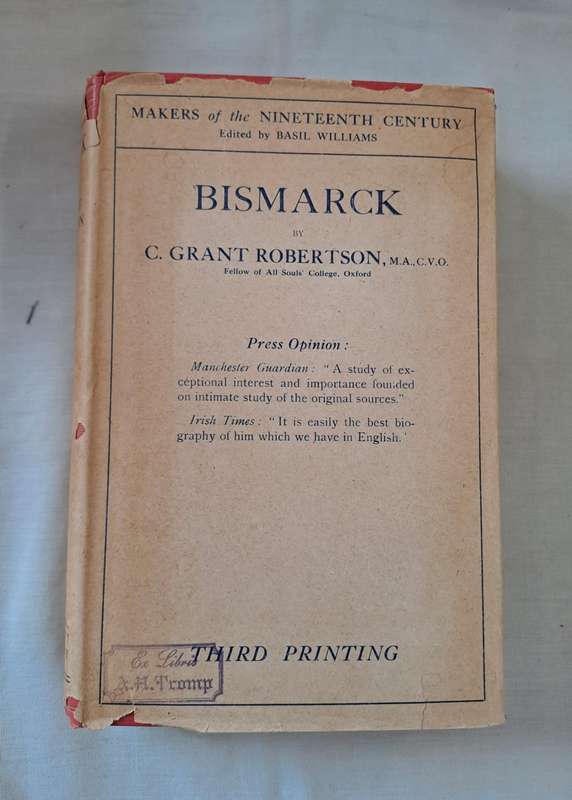 MAKERS of the NINETEENTH CENTURY
Edited by BASIL WILLIAMS
BISMARCK
BY
C. GRANT ROBERTSON, M.A., C.V.O.
Fellow of All Souls' College, Oxford
Press Opinion:
Manchester Guardian: "A study of ex-
ceptional interest and importance founded
on intimate study of the original sources."
Irish Times: "It is easily the best bio-
graphy of him which we have in English.'
THIRD PRINTING
Ex Libris
A.H. Tromp